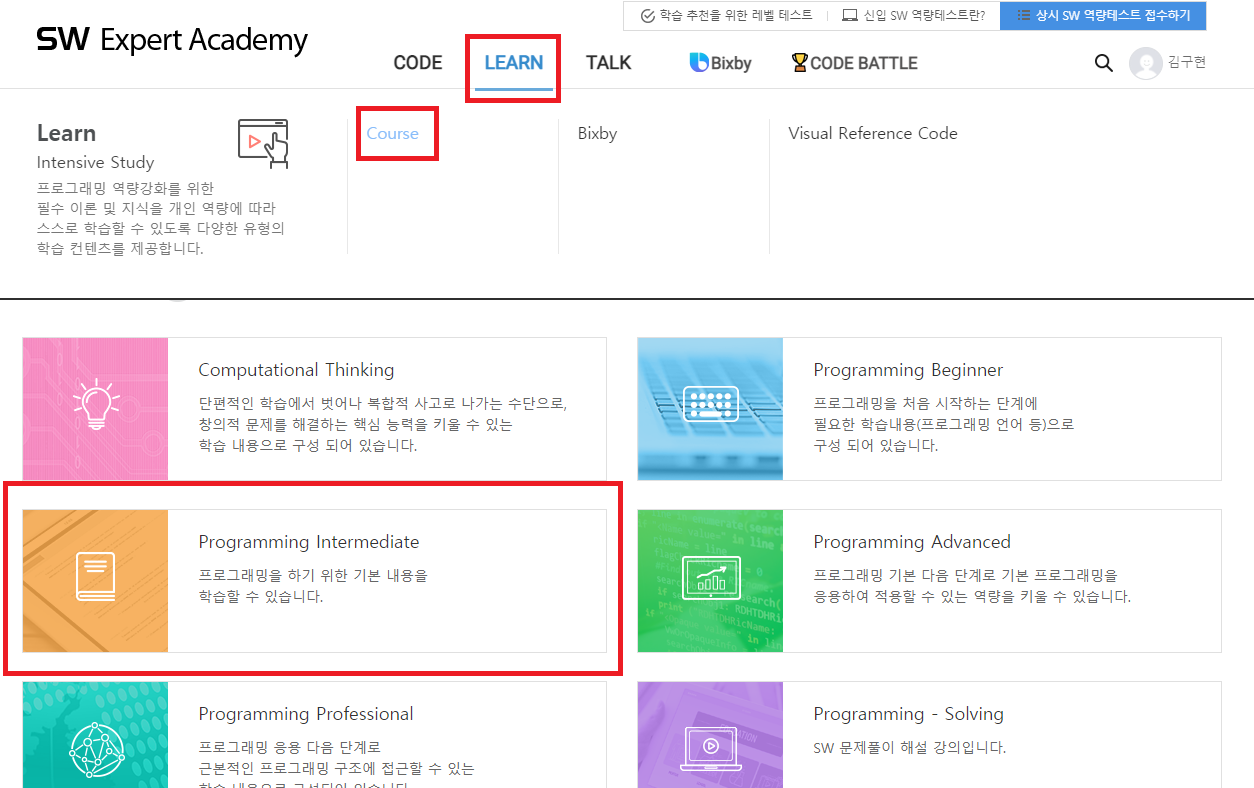 학습 추천을 위한 레벨 테스트
신입 SW 역량테스트란?
상시 SW 역량테스트 접수하기
SW Expert Academy
CODE
LEARN
TALK
Bixby
CODE BATTLE
김구현
Learn
Intensive Study
프로그래밍 역량강화를 위한
필수 이론 및 지식을 개인 역량에 따라
스스로 학습할 수 있도록 다양한 유형의
학습 컨텐츠를 제공합니다.
Course
Bixby
Visual Reference Code
Computational Thinking
단편적인 학습에서 벗어나 복합적 사고로 나가는 수단으로,
창의적 문제를 해결하는 핵심 능력을 키울 수 있는
학습 내용으로 구성 되어 있습니다.
Programming Beginner
프로그래밍을 처음 시작하는 단계에
필요한 학습내용(프로그래밍 언어 등)으로
구성 되어 있습니다.
Programming Intermediate
프로그래밍을 하기 위한 기본 내용을
학습할 수 있습니다.
Programming Advanced
프로그래밍 기본 다음 단계로 기본 프로그래밍을
응용하여 적용할 수 있는 역량을 키울 수 있습니다.
Programming Professional
프로그래밍 응용 다음 단계로
근본적인 프로그래밍 구조에 접근할 수 있는
Programming - Solving
SW 문제풀이 해설 강의입니다.